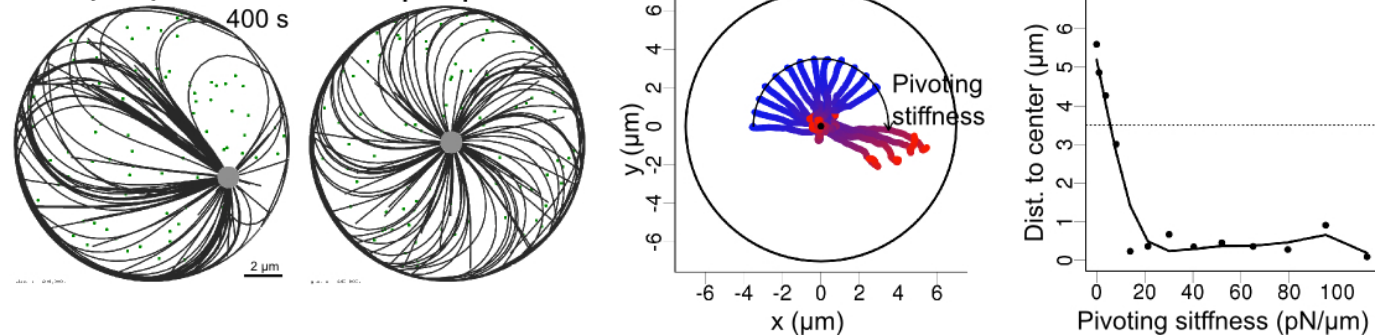 400 s
2 µm
6
4
2
0
-2
-4
-6
y (µm)
Pivoting
stiffness
-6 -4 -2 0 2 4 6
x (µm)
6
5
4
3
2
1
0
Dist. to center (µm)
0 20 40 60 80 100
Pivoting sitffness (pN/µm)